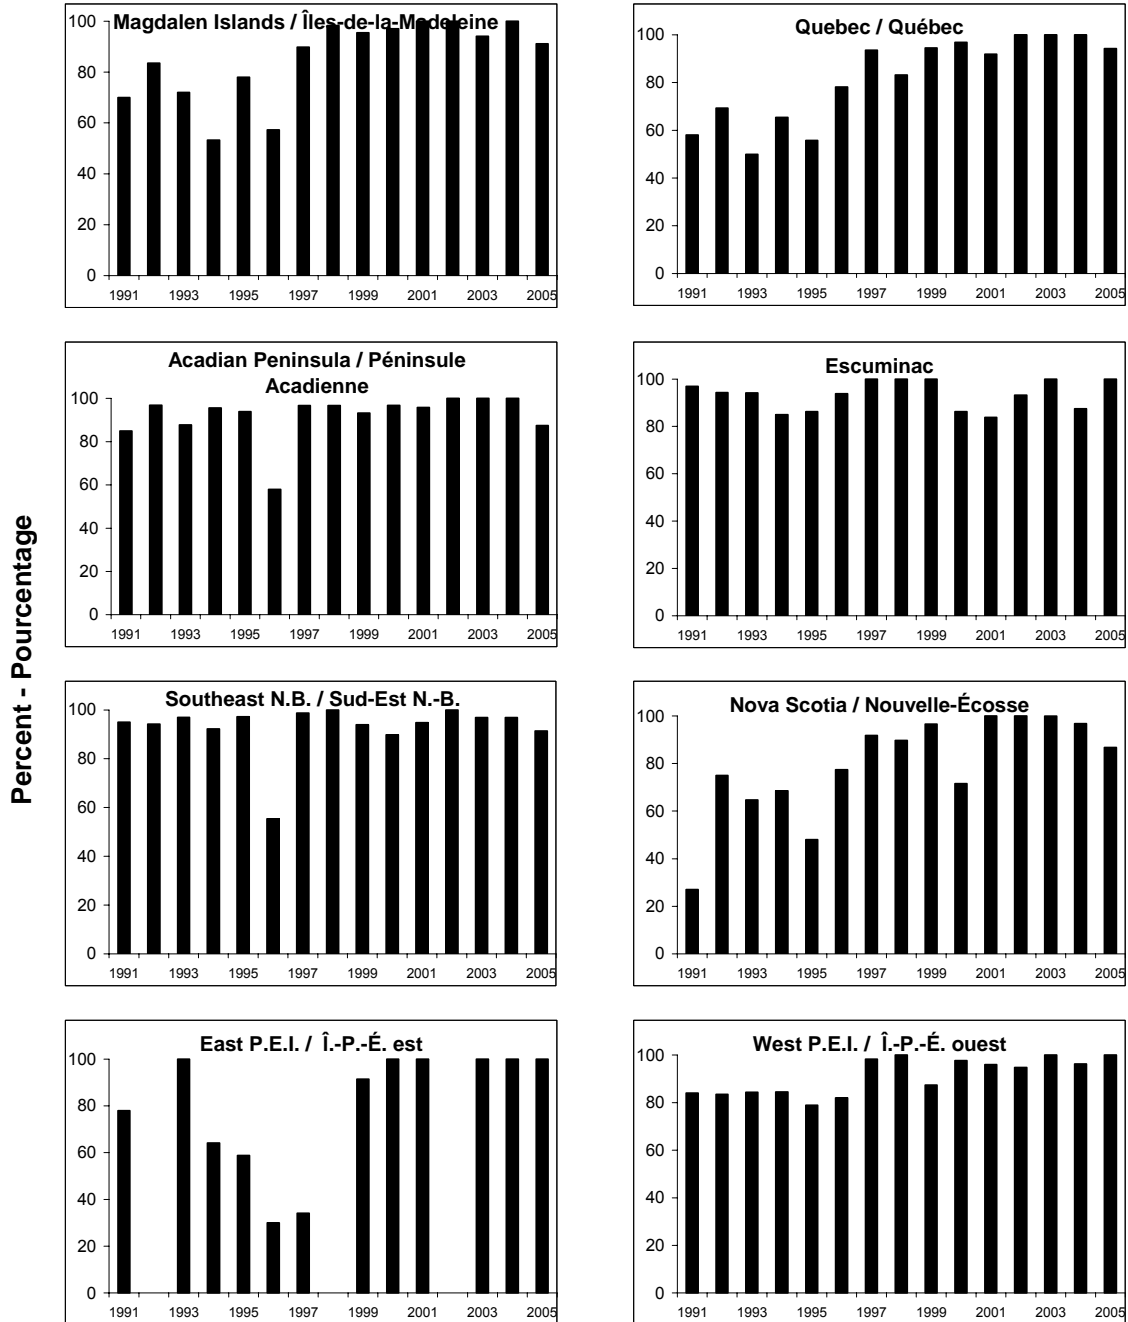 Percent - Pourcentage
Magdalen Islands / Îles-de-la-Madeleine
100
80
60
40
20
0
1991 1993 1995 1997 1999 2001 2003 2005
Quebec / Québec
100
80
60
40
20
0
1991 1993 1995 1997 1999 2001 2003 2005
Acadian Peninsula / Péninsule
Acadienne
100
80
60
40
20
0
1991 1993 1995 1997 1999 2001 2003 2005
Escuminac
100
80
60
40
20
0
1991 1993 1995 1997 1999 2001 2003 2005
Southeast N.B. / Sud-Est N.-B.
100
80
60
40
20
0
1991 1993 1995 1997 1999 2001 2003 2005
Nova Scotia / Nouvelle-Écosse
100
80
60
40
20
0
1991 1993 1995 1997 1999 2001 2003 2005
East P.E.I. / Î.-P.-É. est
100
80
60
40
20
0
1991 1993 1995 1997 1999 2001 2003 2005
West P.E.I. / Î.-P.-É. ouest
100
80
60
40
20
0
1991 1993 1995 1997 1999 2001 2003 2005